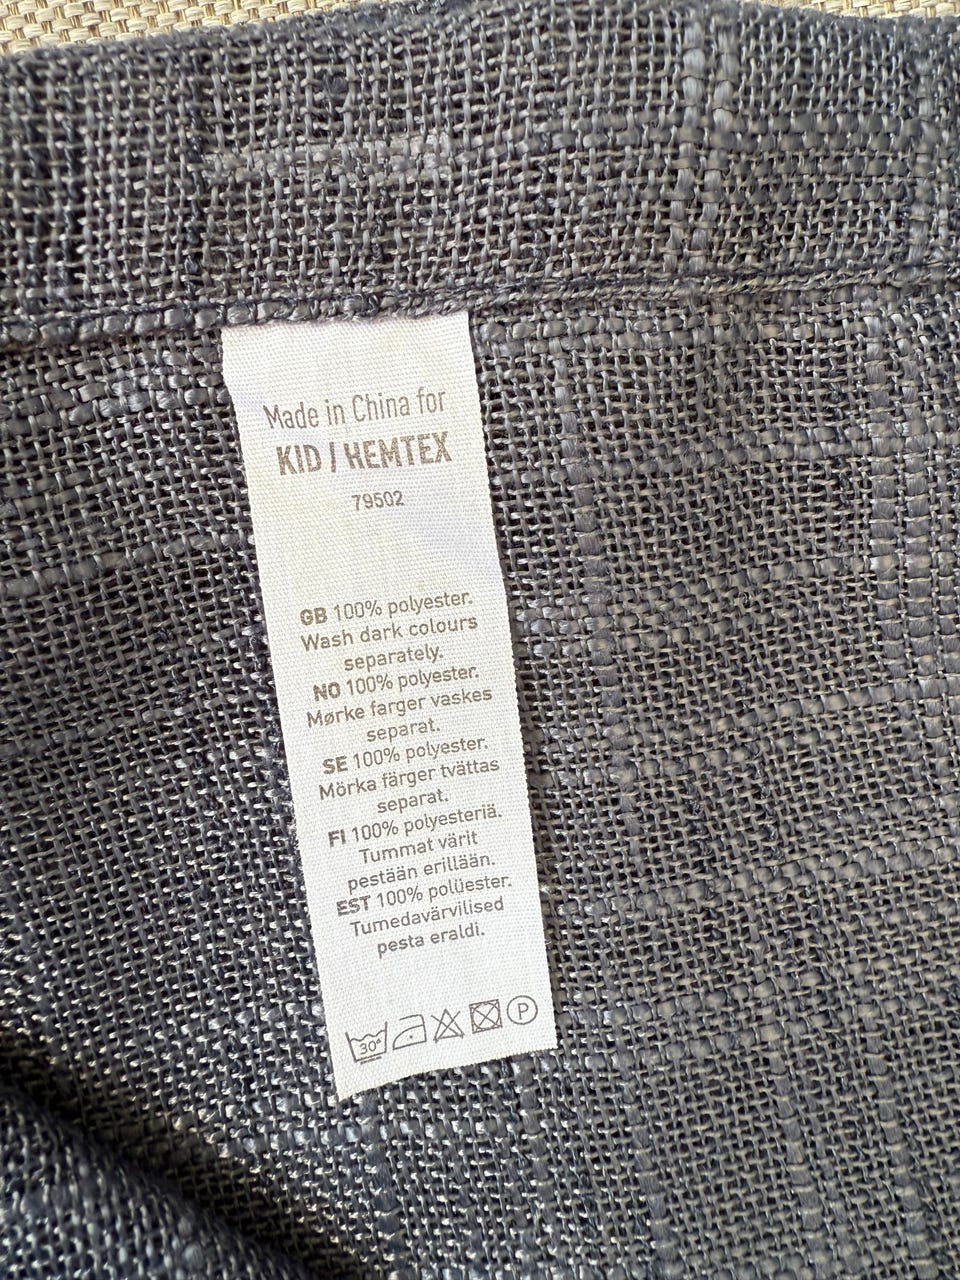 Made in China for
KID / HEMTEX
79502
GB 100% polyester.
Wash dark colours
separately.
NO 100% polyester.
Mørke farger vaskes
separat.
SE 100% polyester.
Mörka färger tvättas
separat.
FI 100% polyesteriä.
Tummat värit
pestään erillään.
EST 100% polüester.
Tumedavärvilised
pesta eraldi.
30° P